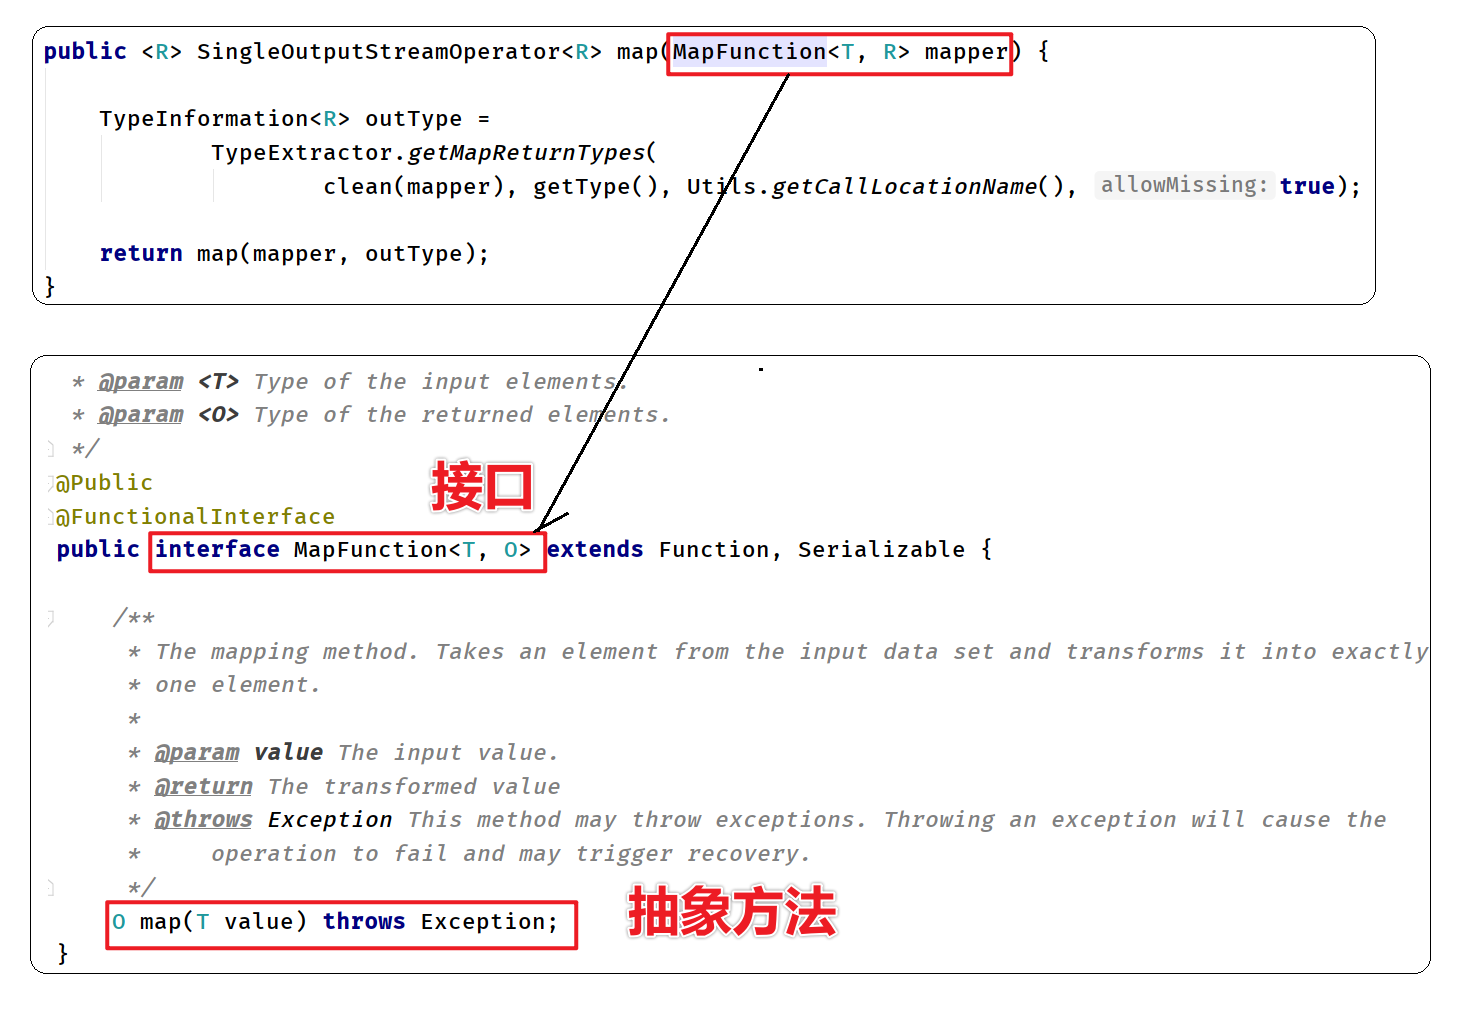 public <R> SingleOutputStreamOperator<R> map(MapFunction<T, R> mapper) {
TypeInformation<R> outType =
TypeExtractor.getMapReturnTypes(
clean(mapper), getType(), Utils.getCallLocationName(), allowMissing: true);
return map(mapper, outType);
}
* @param <T> Type of the input elements.
* @param <O> Type of the returned elements.
*/
@Public
接口
@FunctionalInterface
public interface MapFunction<T, O> extends Function, Serializable {
/**
* The mapping method. Takes an element from the input data set and transforms it into exactly
* one element.
*
* @param value The input value.
* @return The transformed value
* @throws Exception This method may throw exceptions. Throwing an exception will cause the
* operation to fail and may trigger recovery.
*/
O map(T value) throws Exception;
抽象方法
}